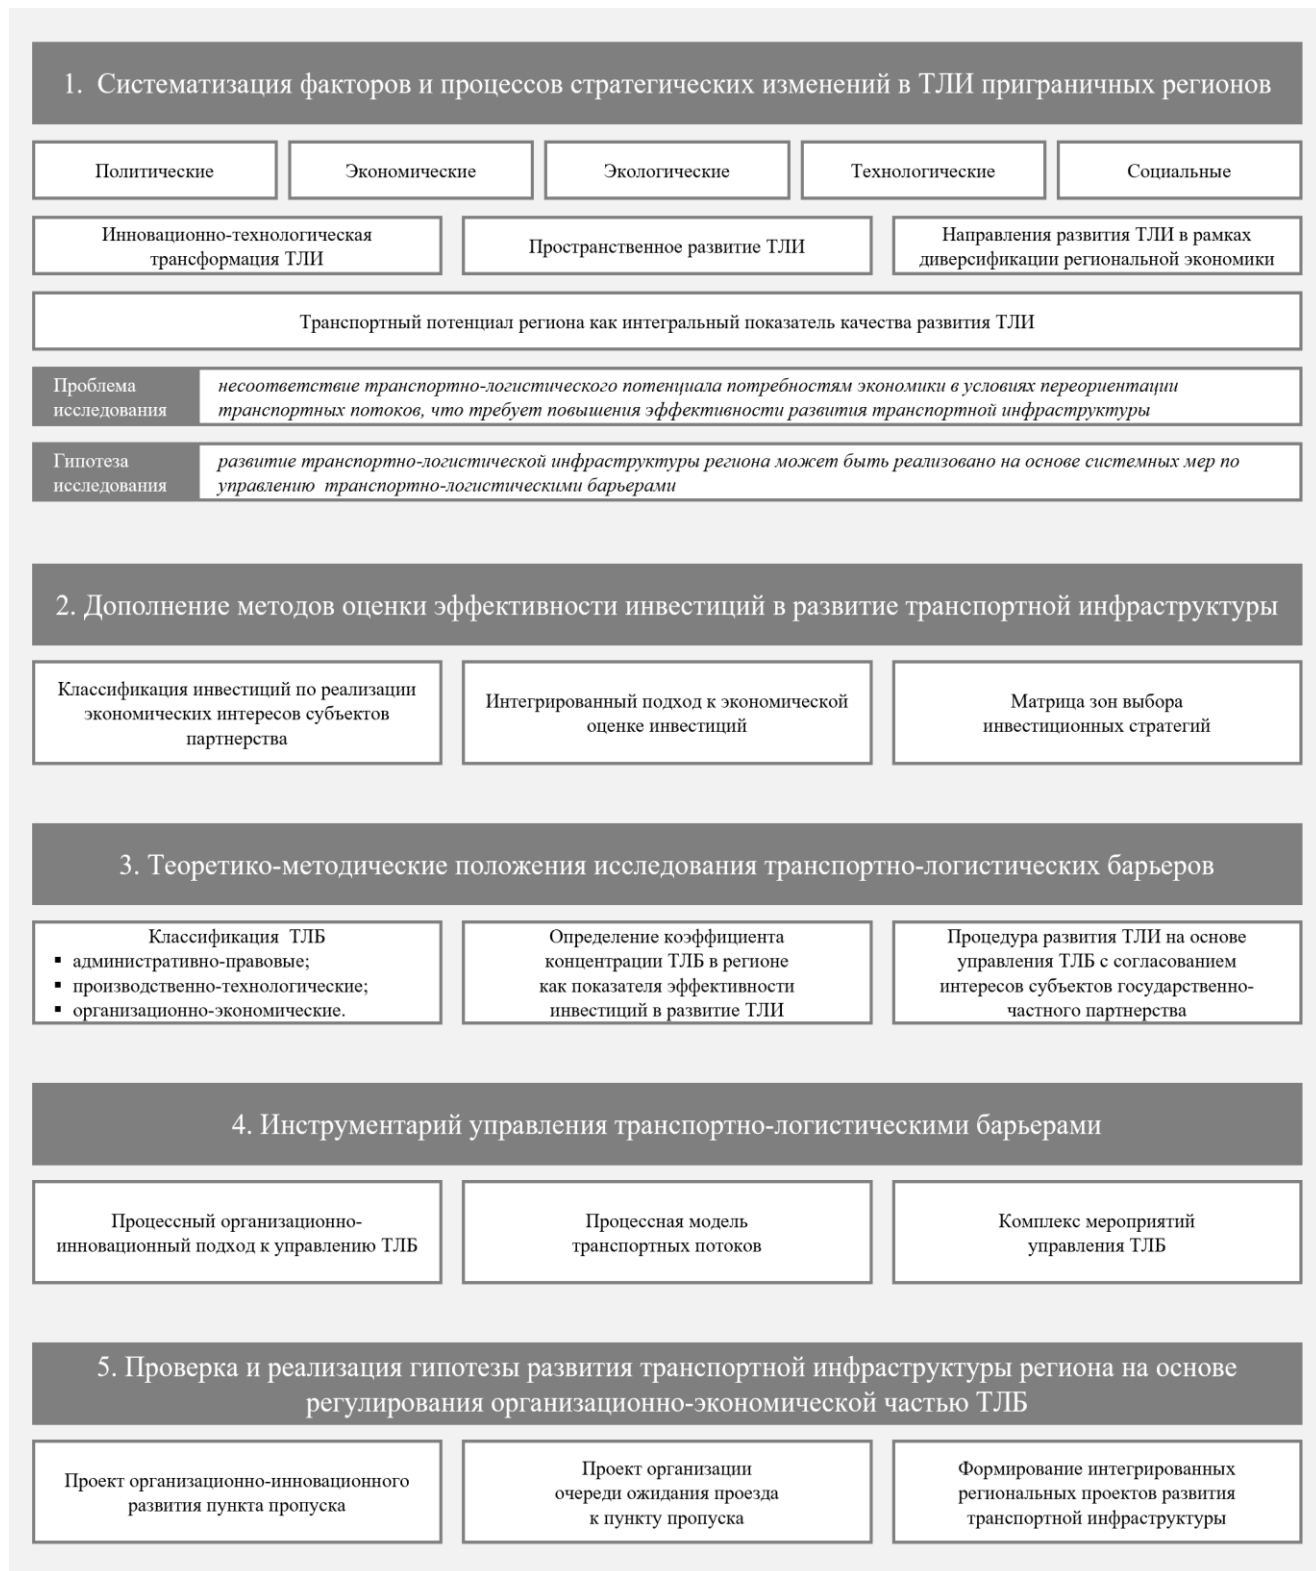 1. Систематизация факторов и процессов стратегических изменений в ТЛИ приграничных регионов
Политические
Экономические
Экологические
Технологические
Социальные
Инновационно-технологическая
трансформация ТЛИ
Пространственное развитие ТЛИ
Направления развития ТЛИ в рамках
диверсификации региональной экономики
Транспортный потенциал региона как интегральный показатель качества развития ТЛИ
Проблема
исследования
несоответствие транспортно-логистического потенциала потребностям экономики в условиях переориентации
транспортных потоков, что требует повышения эффективности развития транспортной инфраструктуры
Гипотеза
исследования
развитие транспортно-логистической инфраструктуры региона может быть реализовано на основе системных мер по
управлению транспортно-логистическими барьерами
2. Дополнение методов оценки эффективности инвестиций в развитие транспортной инфраструктуры
Классификация инвестиций по реализации
экономических интересов субъектов
партнерства
Интегрированный подход к экономической
оценке инвестиций
Матрица зон выбора
инвестиционных стратегий
3. Теоретико-методические положения исследования транспортно-логистических барьеров
Классификация ТЛБ
▪ административно-правовые;
▪ производственно-технологические;
▪ организационно-экономические.
Определение коэффициента
концентрации ТЛБ в регионе
как показателя эффективности
инвестиций в развитие ТЛИ
Процедура развития ТЛИ на основе
управления ТЛБ с согласованием
интересов субъектов государственно-
частного партнерства
4. Инструментарий управления транспортно-логистическими барьерами
Процессный организационно-
инновационный подход к управлению ТЛБ
Процессная модель
транспортных потоков
Комплекс мероприятий
управления ТЛБ
5. Проверка и реализация гипотезы развития транспортной инфраструктуры региона на основе
регулирования организационно-экономической частью ТЛБ
Проект организационно-инновационного
развития пункта пропуска
Проект организации
очереди ожидания проезда
к пункту пропуска
Формирование интегрированных
региональных проектов развития
транспортной инфраструктуры